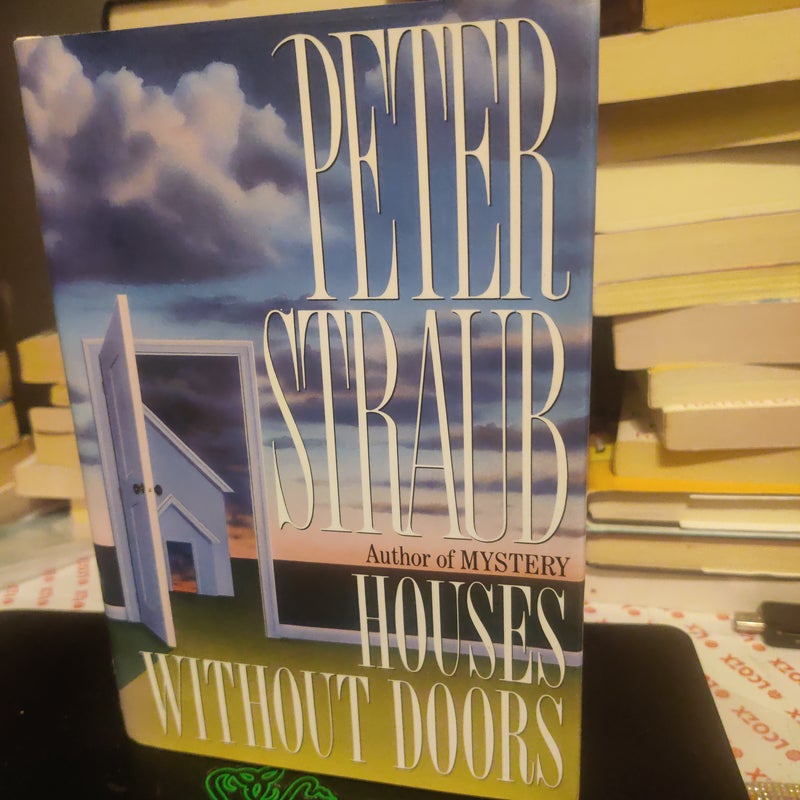 PETER
STRAUB
Author of MYSTERY
HOUSES
WITHOUT DOORS